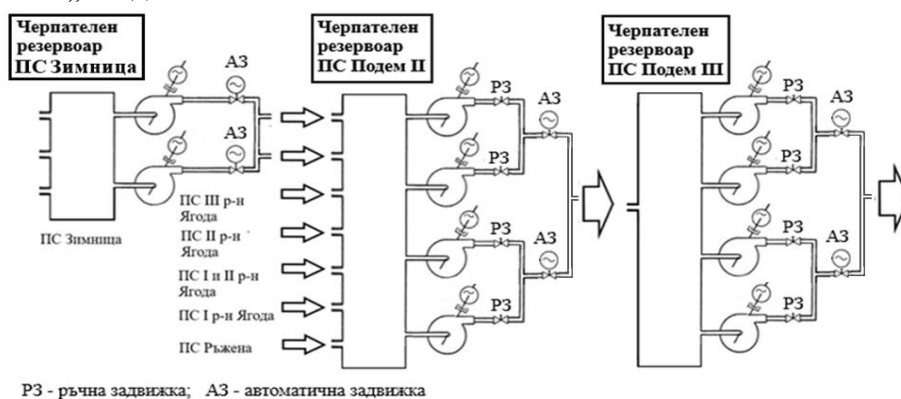 Черпателен
резервоар
ПС Зимница
АЗ
АЗ
ПС Зимница
Черпателен
резервоар
ПС Подем II
ПС III р-н
Ягода
ПС II р-н
Ягода
ПС I и II р-н
Ягода
ПС I р-н Ягода
ПС Ръжена
РЗ
АЗ
РЗ
РЗ
АЗ
РЗ
Черпателен
резервоар
ПС Подем III
РЗ
АЗ
РЗ
РЗ
АЗ
РЗ
РЗ - ръчна задвижка; АЗ - автоматична задвижка